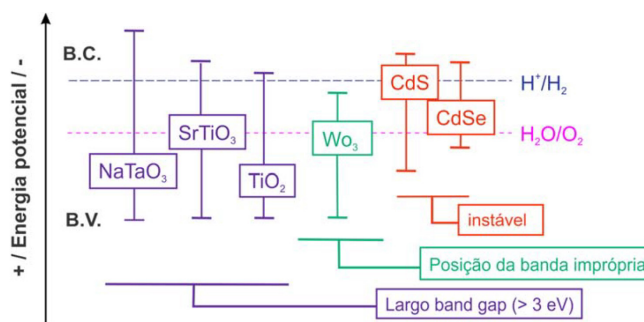 + / Energia potencial / -
B.C.
B.V.
NaTaO3
SrTiO3
TiO2
Wo3
CdS
CdSe
H+/H2
H2O/O2
instável
Posição da banda imprópria
Largo band gap (> 3 eV)